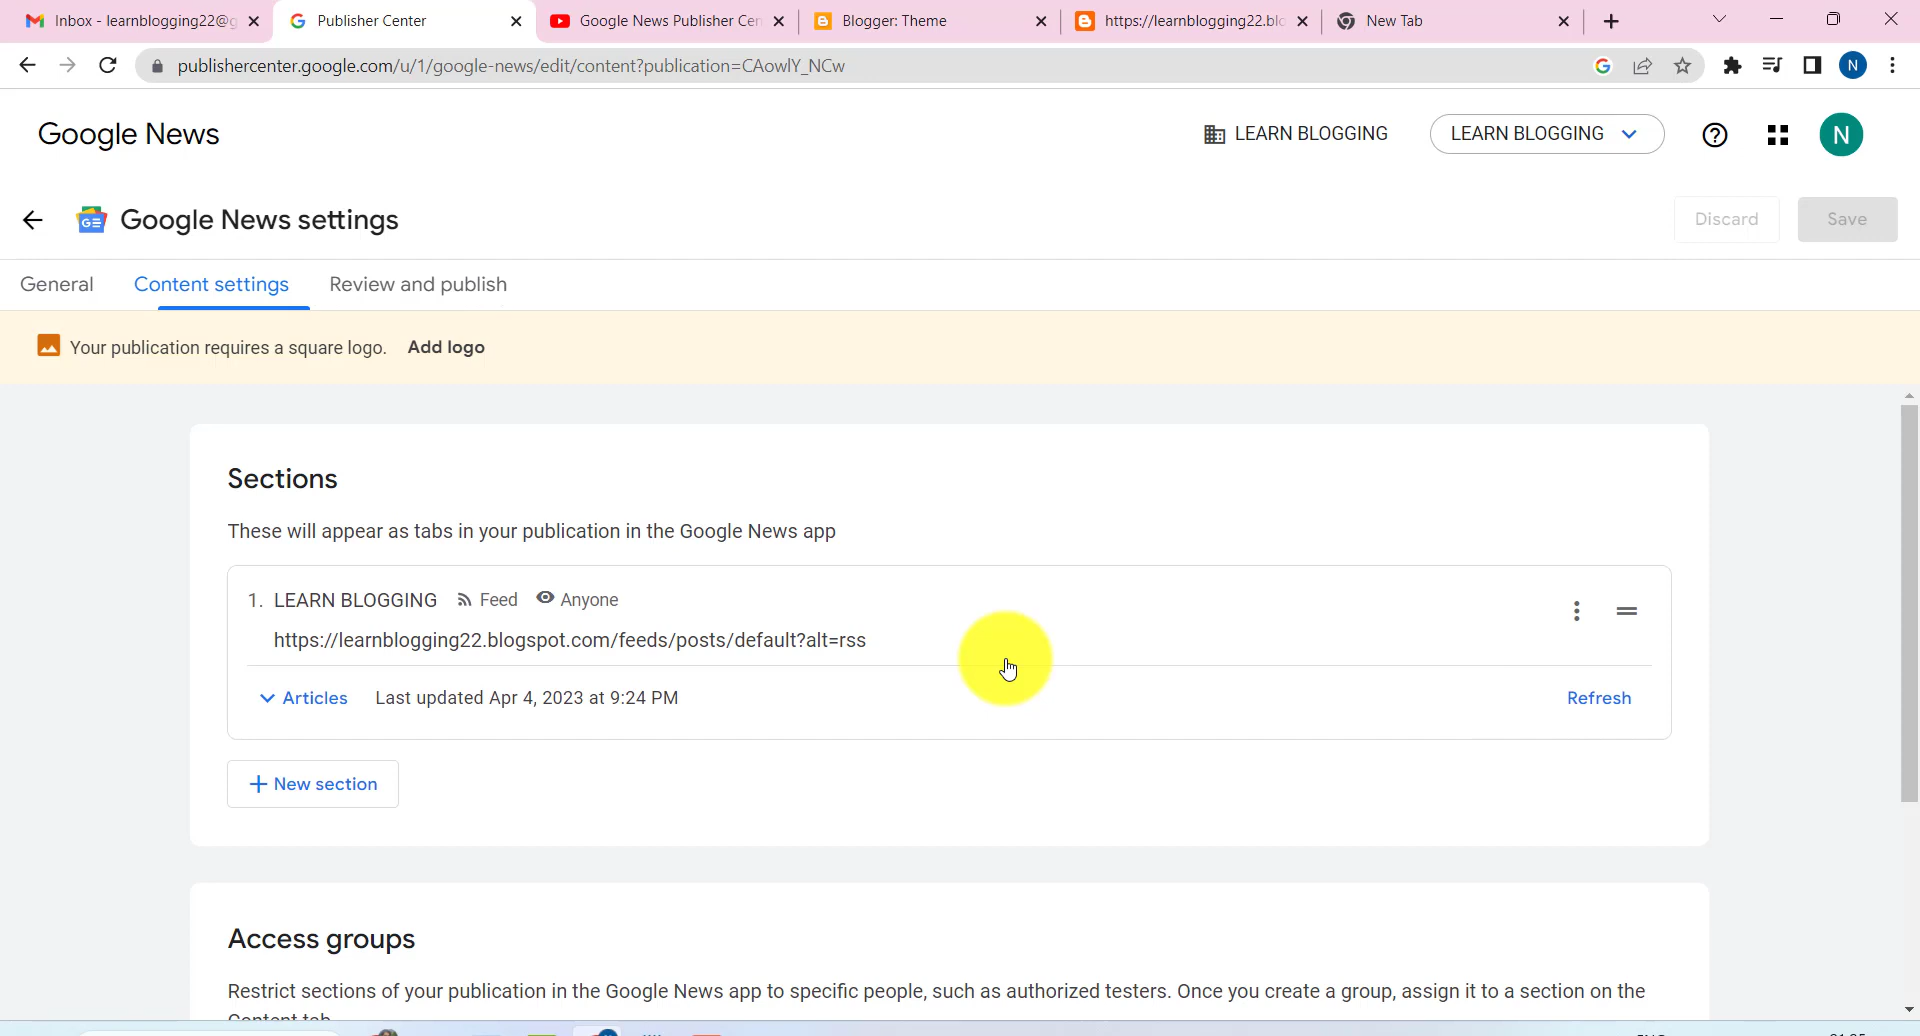 Inbox - learnblogging22@g
Publisher Center
Google News Publisher Cen
Blogger: Theme
https://learnblogging22.blo
New Tab
publishercenter.google.com/u/1/google-news/edit/content?publication=CAowlY_NCw
N
Google News
LEARN BLOGGING
LEARN BLOGGING
N
Google News settings
Discard
Save
General
Content settings
Review and publish
Your publication requires a square logo.
Add logo
Sections
These will appear as tabs in your publication in the Google News app
1. LEARN BLOGGING Feed Anyone
https://learnblogging22.blogspot.com/feeds/posts/default?alt=rss
Articles
Last updated Apr 4, 2023 at 9:24 PM
Refresh
+ New section
Access groups
Restrict sections of your publication in the Google News app to specific people, such as authorized testers. Once you create a group, assign it to a section on the
Content tab